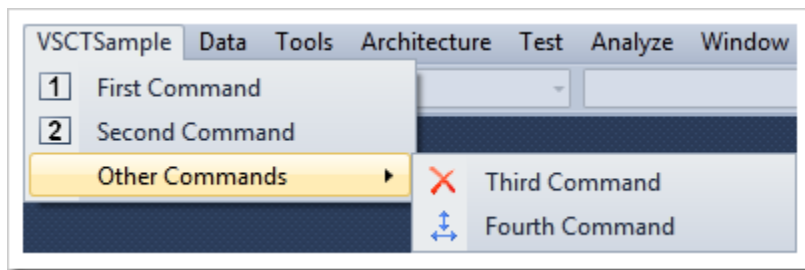 VSCTSample Data Tools Architecture Test Analyze Window
1 First Command
2 Second Command
Other Commands
Third Command
Fourth Command